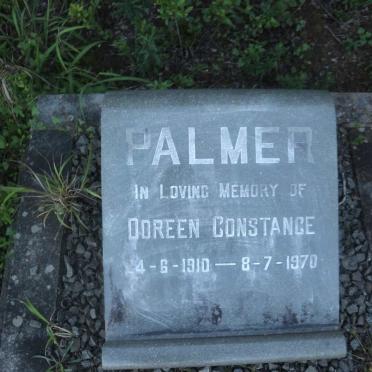 PALMER
IN LOVING MEMORY OF
DOREEN CONSTANCE
4-6-1910 — 8-7-1970